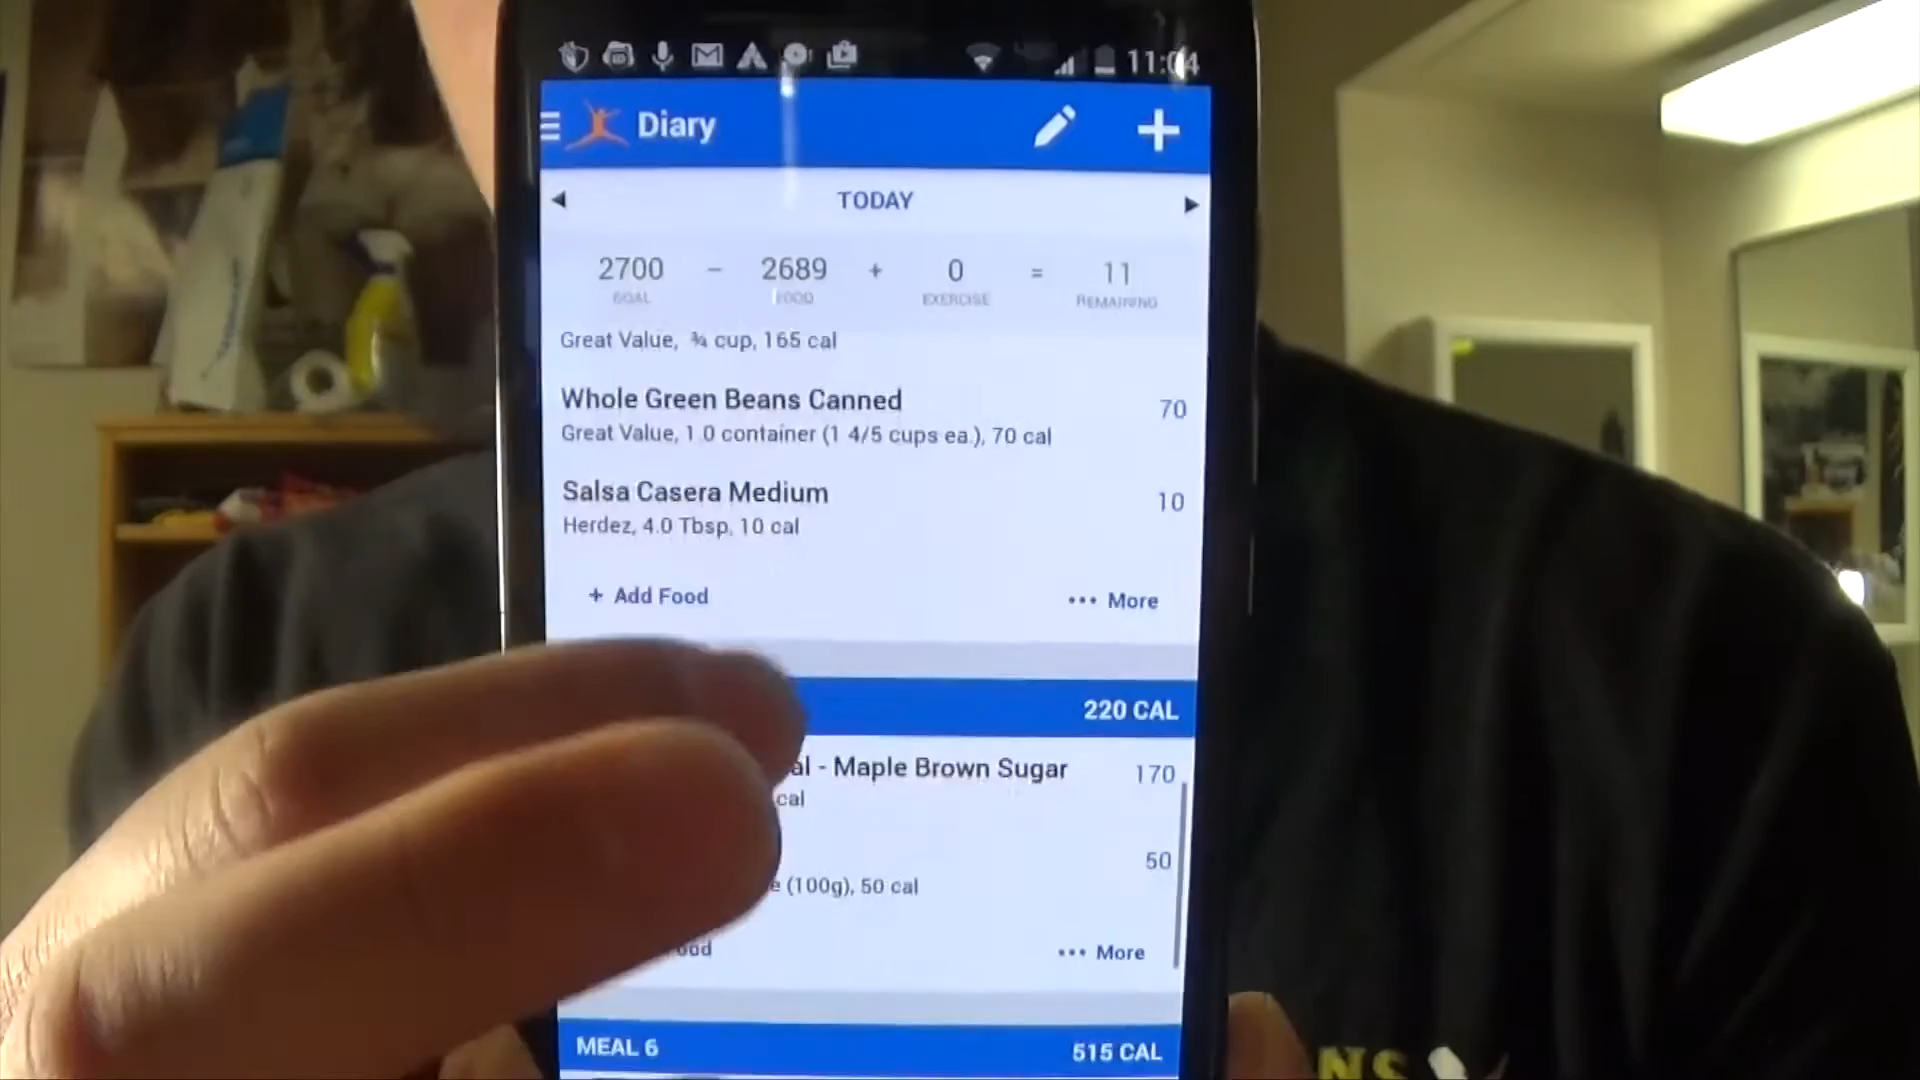 11:04
Diary
TODAY
2700 - 2689 + 0 = 11
GOAL FOOD EXERCISE REMAINING
Great Value, ¾ cup, 165 cal
Whole Green Beans Canned 70
Great Value, 1.0 container (1 4/5 cups ea.), 70 cal
Salsa Casera Medium 10
Herdez, 4.0 Tbsp, 10 cal
+ Add Food ••• More
220 CAL
al - Maple Brown Sugar 170
cal
50
e (100g), 50 cal
ood ••• More
MEAL 6 515 CAL
NS